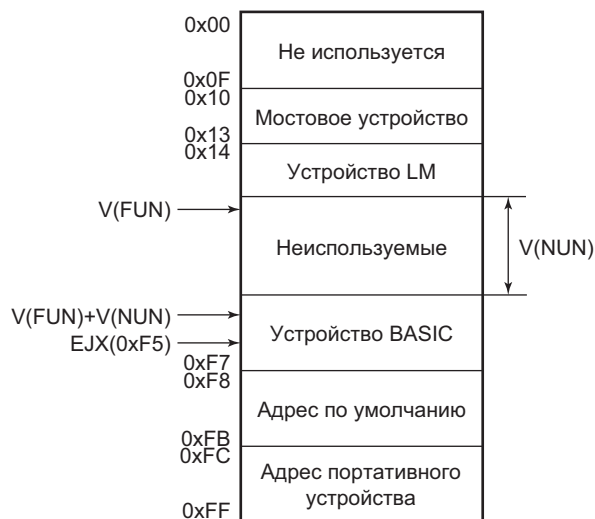 0x00
Не используется
0x0F
0x10
Мостовое устройство
0x13
0x14
Устройство LM
V(FUN)
Неиспользуемые
V(NUN)
V(FUN)+V(NUN)
Устройство BASIC
EJX(0xF5)
0xF7
0xF8
Адрес по умолчанию
0xFB
0xFC
Адрес портативного
устройства
0xFF